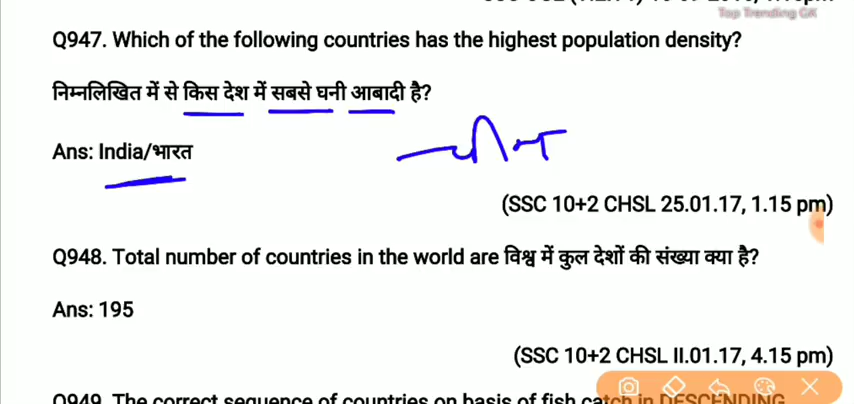 Top Trending GK
Q947. Which of the following countries has the highest population density?
निम्नलिखित में से किस देश में सबसे घनी आबादी है?
Ans: India/भारत
चीन
(SSC 10+2 CHSL 25.01.17, 1.15 pm)
Q948. Total number of countries in the world are विश्व में कुल देशों की संख्या क्या है?
Ans: 195
(SSC 10+2 CHSL II.01.17, 4.15 pm)
Q949. The correct sequence of countries on basis of fish catch in DESCENDING